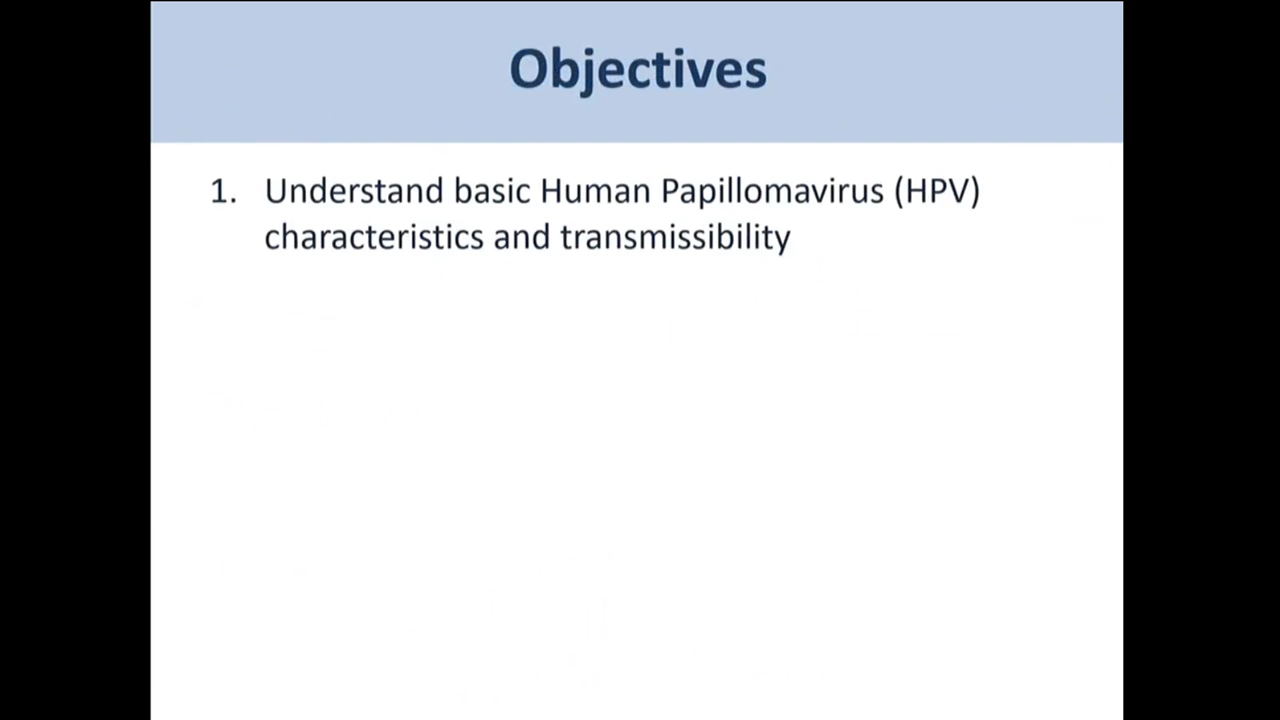 Objectives
1. Understand basic Human Papillomavirus (HPV)
characteristics and transmissibility